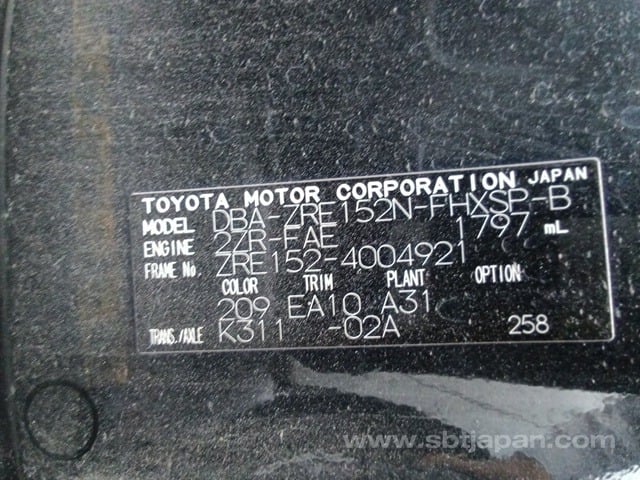 TOYOTA MOTOR CORPORATION JAPAN
MODEL DBA-ZRE152N-FHXSP-B
ENGINE 2ZR-FAE 1797 mL
FRAME No. ZRE152-4004921
COLOR TRIM PLANT OPTION
209 EA10 A31
TRANS./AXLE K311 -02A 258
www.sbtjapan.com